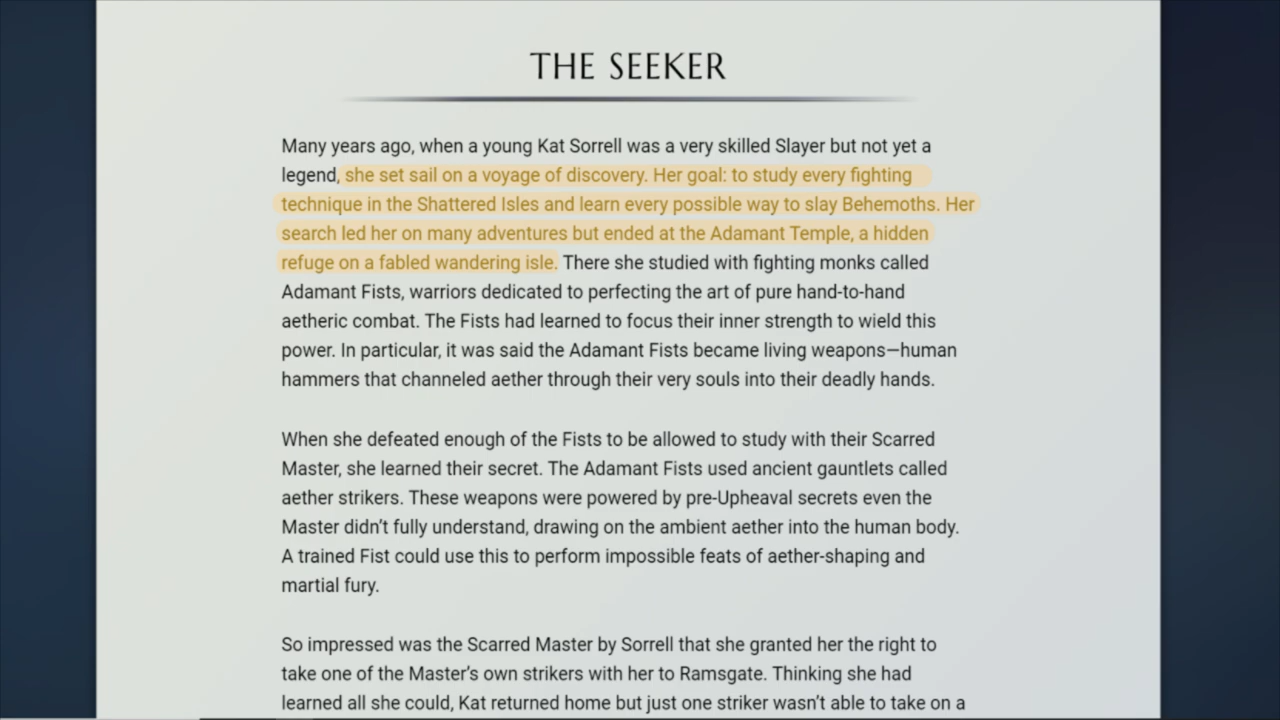 THE SEEKER
Many years ago, when a young Kat Sorrell was a very skilled Slayer but not yet a
legend, she set sail on a voyage of discovery. Her goal: to study every fighting
technique in the Shattered Isles and learn every possible way to slay Behemoths. Her
search led her on many adventures but ended at the Adamant Temple, a hidden
refuge on a fabled wandering isle. There she studied with fighting monks called
Adamant Fists, warriors dedicated to perfecting the art of pure hand-to-hand
aetheric combat. The Fists had learned to focus their inner strength to wield this
power. In particular, it was said the Adamant Fists became living weapons—human
hammers that channeled aether through their very souls into their deadly hands.
When she defeated enough of the Fists to be allowed to study with their Scarred
Master, she learned their secret. The Adamant Fists used ancient gauntlets called
aether strikers. These weapons were powered by pre-Upheaval secrets even the
Master didn't fully understand, drawing on the ambient aether into the human body.
A trained Fist could use this to perform impossible feats of aether-shaping and
martial fury.
So impressed was the Scarred Master by Sorrell that she granted her the right to
take one of the Master's own strikers with her to Ramsgate. Thinking she had
learned all she could, Kat returned home but just one striker wasn't able to take on a